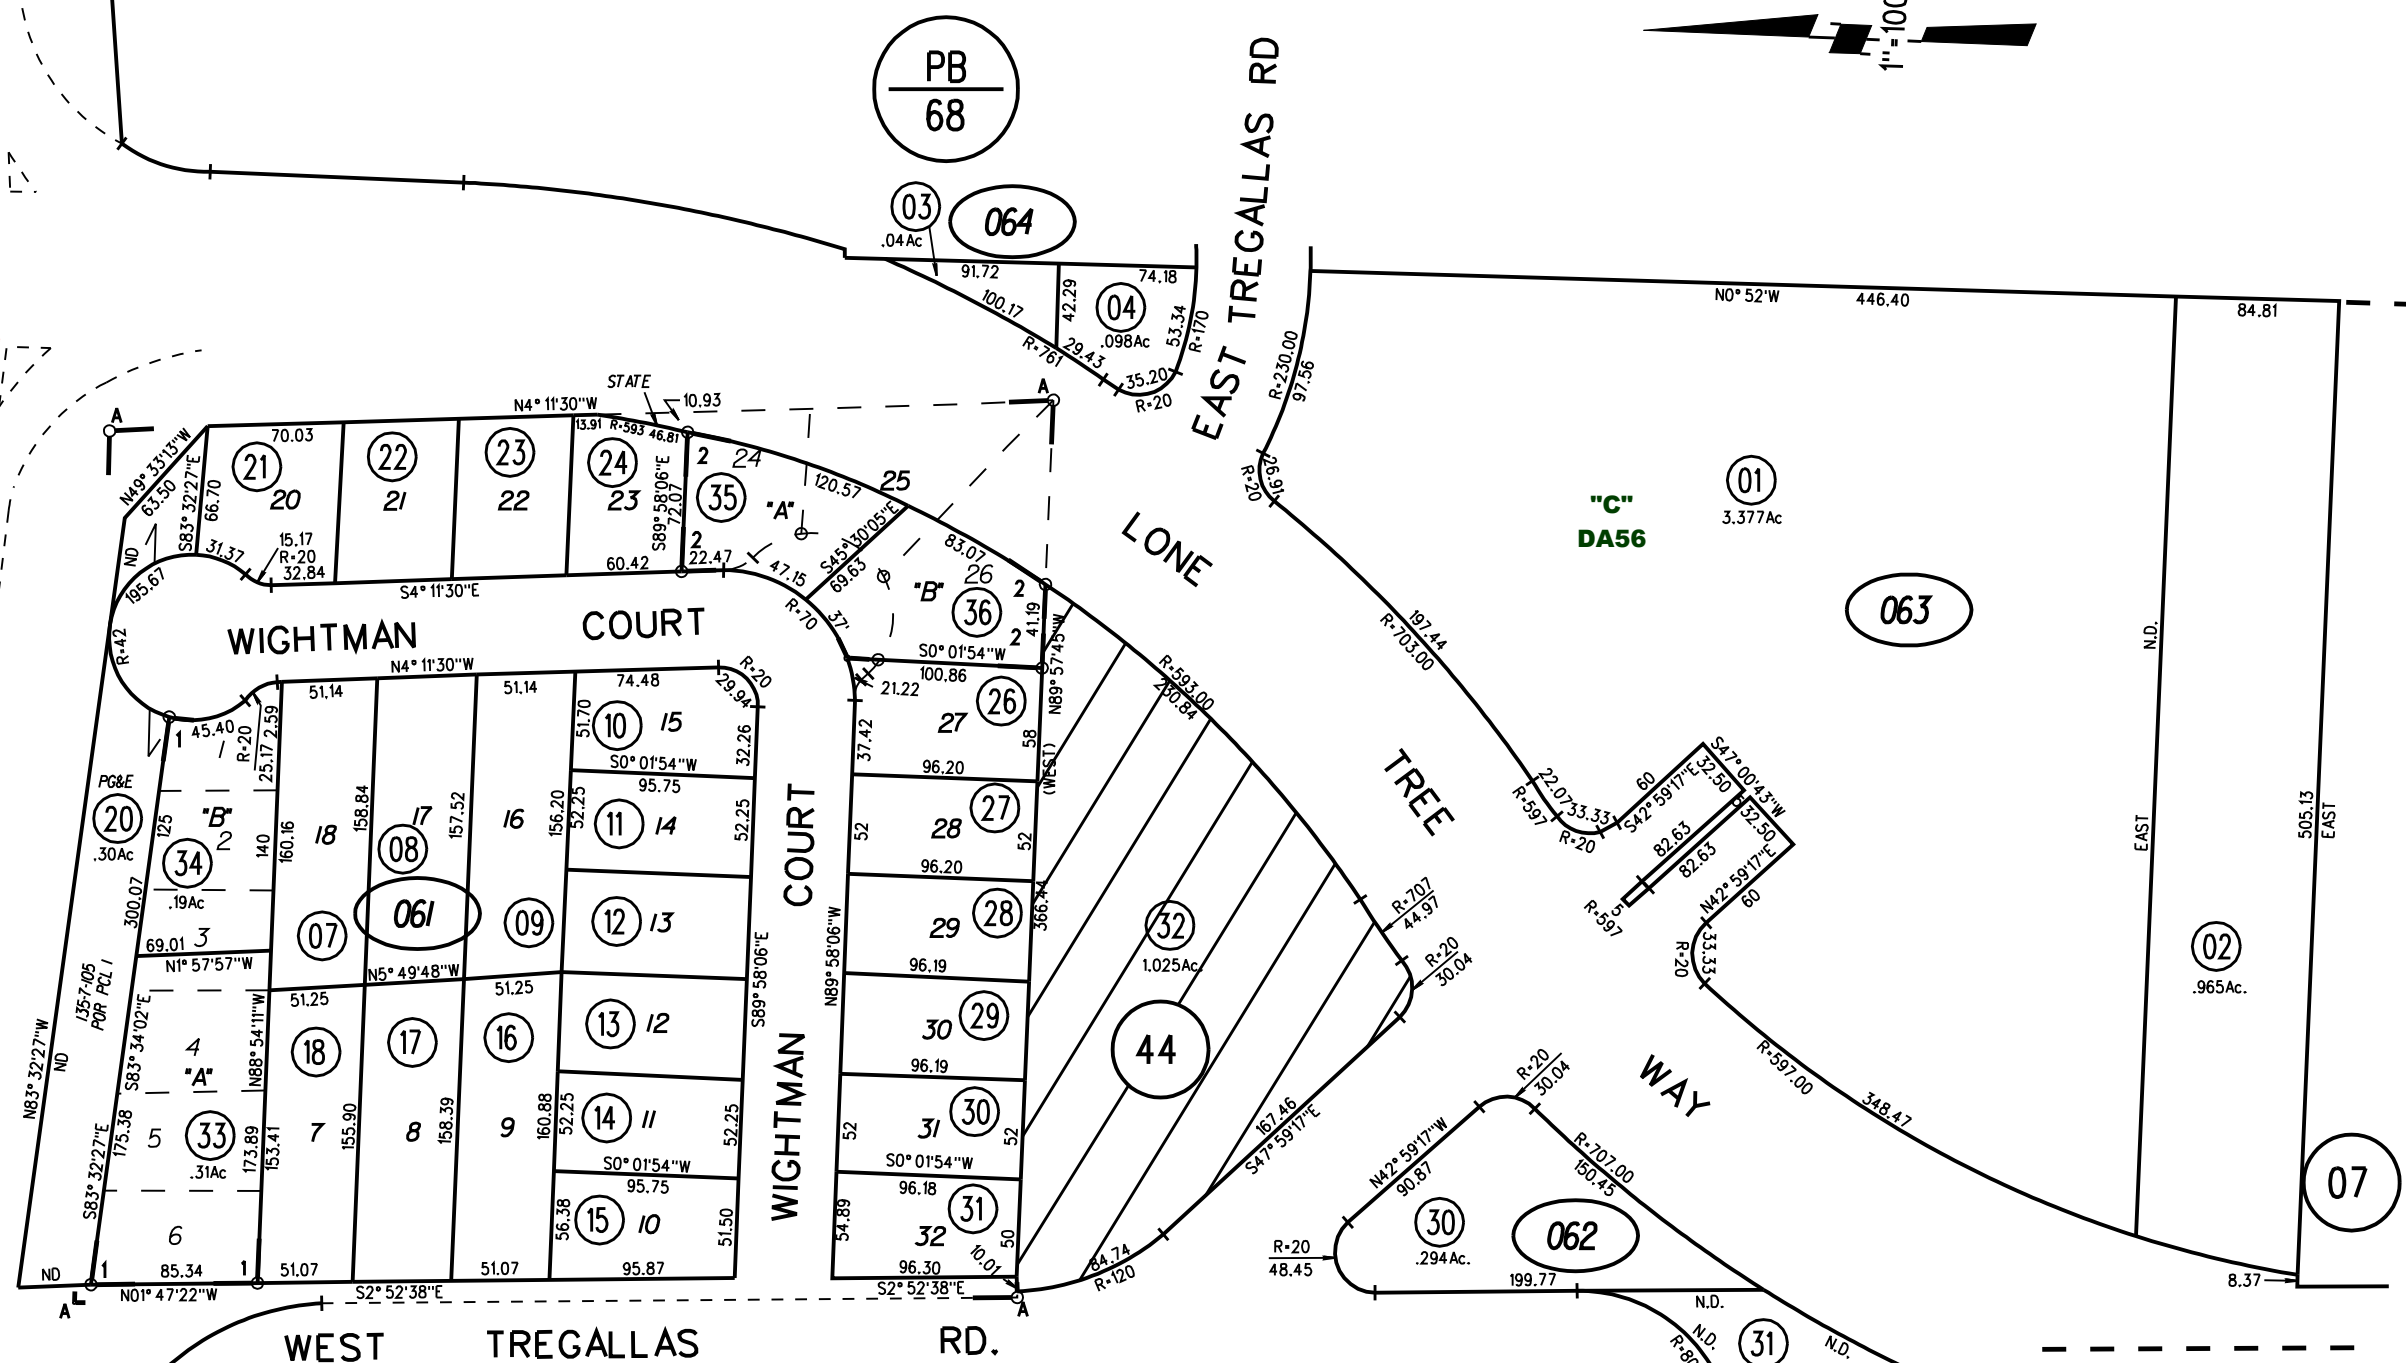 1"=100
PB
68
EAST TREGALLAS RD
03
.04Ac
064
91.72
74.18
100.17
42.29
04
.098Ac
53.34
R=170
R=761
29.43
35.20
R=20
N0°52'W
446.40
84.81
R=230.00
97.56
26.91
R=20
STATE
10.93
A
A
N4°11'30"W
13.91
R=593
46.81
N49°33'13"W
63.50
70.03
21
20
22
21
23
22
24
23
S83°32'27"E
66.70
S89°58'06"E
72.07
2
24
35
"A"
120.57
25
2
22.47
S45°30'05"E
69.63
47.15
R=70
37'
83.07
26
"B"
36
2
41.19
2
S0°01'54"W
100.86
N89°57'45"W
ND
195.67
31.37
15.17
R=20
32.84
60.42
S4°11'30"E
R=42
WIGHTMAN COURT
N4°11'30"W
LONE
TREE
WAY
01
3.377Ac
"C"
DA56
063
197.44
R=703.00
N.D.
EAST
505.13
EAST
51.14
51.14
74.48
R=20
29.94
21.22
26
27
37.42
58
(WEST)
R=593.00
230.84
1
45.40
R=20
25.17
2.59
1
51.70
10
15
32.26
S0°01'54"W
95.75
96.20
PG&E
20
.30Ac
125
"B"
2
34
.19Ac
140
160.16
18
158.84
17
08
157.52
16
156.20
52.25
11
14
52.25
WIGHTMAN COURT
52
28
27
52
96.20
22.07
33.33
R=597
R=20
60
S42°59'17"E
S47°00'43"W
32.50
32.50
82.63
82.63
N42°59'17"E
60
5
R=597
33.33
R=20
300.07
3
69.01
N1°57'57"W
07
061
09
12
13
S89°58'06"E
N89°58'06"W
29
28
366.44
32
1.025Ac.
R=707
44.97
R=20
30.04
02
.965Ac.
N5°49'48"W
51.25
51.25
96.19
135-7-105
POR PCL 1
N83°32'27"W
ND
S83°34'02"E
4
"A"
N88°54'11"W
18
17
16
13
12
30
29
44
96.19
R=20
30.04
R=597.00
348.47
175.38
S83°32'27"E
5
33
.31Ac
173.89
153.41
7
155.90
8
158.39
9
160.88
52.25
14
11
52.25
52
31
30
52
167.46
S47°59'17"E
N42°59'17"W
90.87
R=707.00
150.45
07
S0°01'54"W
95.75
S0°01'54"W
96.18
6
56.38
15
10
51.50
54.89
32
31
50
10.01
84.74
R=120
R=20
48.45
30
.294Ac.
062
8.37
ND
1
85.34
1
51.07
51.07
95.87
96.30
199.77
N.D.
A
N01°47'22"W
S2°52'38"E
S2°52'38"E
A
WEST TREGALLAS RD.
N.D.
31
N.D.